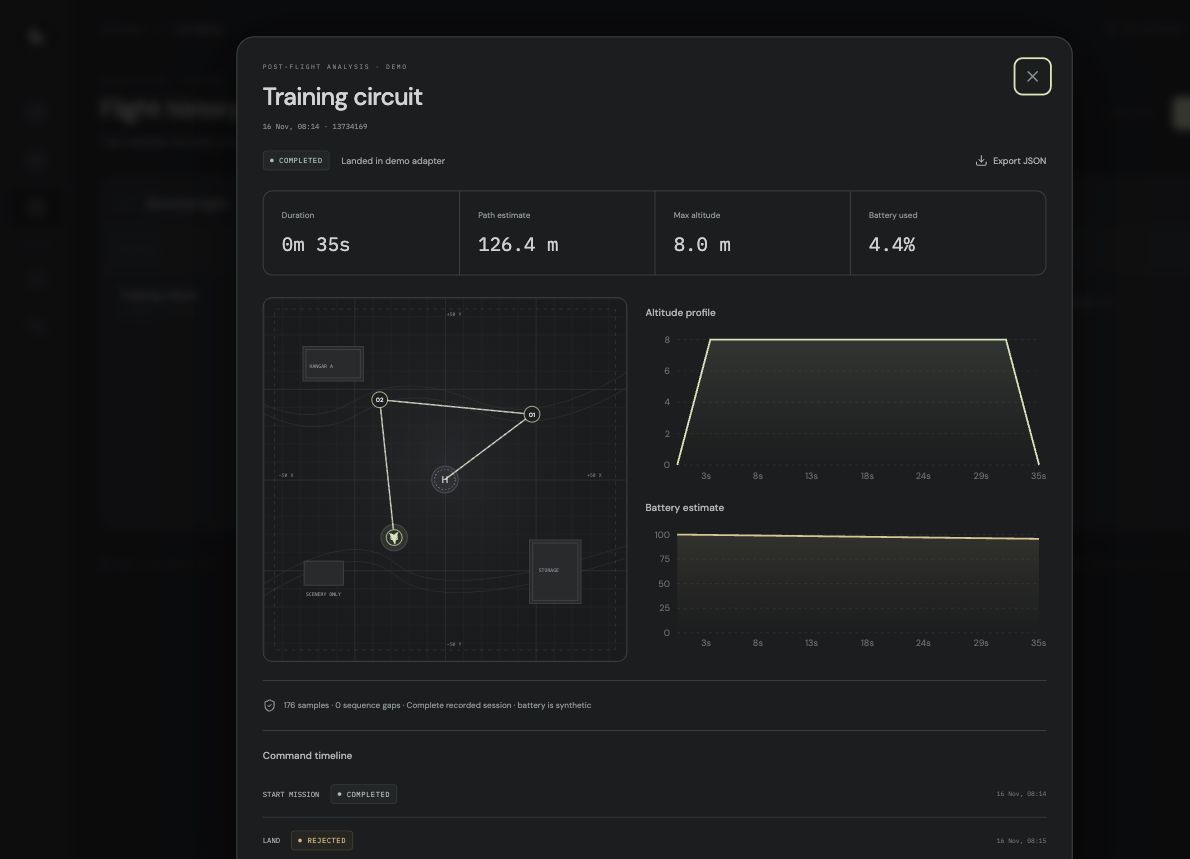 POST-FLIGHT ANALYSIS · DEMO
Training circuit
16 Nov, 08:14 · 13734169
COMPLETED
Landed in demo adapter
Export JSON
Duration
Path estimate
Max altitude
Battery used
0m 35s
126.4 m
8.0 m
4.4%
+50 Y
HANGAR A
02
01
-50 X
+50 X
H
STORAGE
SCENERY ONLY
-50 Y
Altitude profile
8
6
4
2
0
3s 8s 13s 18s 24s 29s 35s
Battery estimate
100
75
50
25
0
3s 8s 13s 18s 24s 29s 35s
176 samples · 0 sequence gaps · Complete recorded session · battery is synthetic
Command timeline
START MISSION COMPLETED 16 Nov, 08:14
LAND REJECTED 16 Nov, 08:15